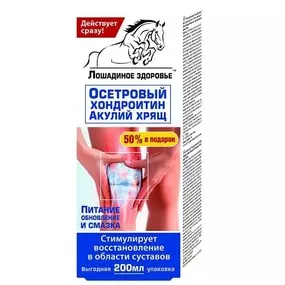 Действует
сразу!
Лошадиное здоровье
Осетровый
хондроитин
Акулий хрящ
50% в подарок
Питание
обновление
и смазка
Стимулирует
восстановление
в области суставов
Выгодная 200мл упаковка